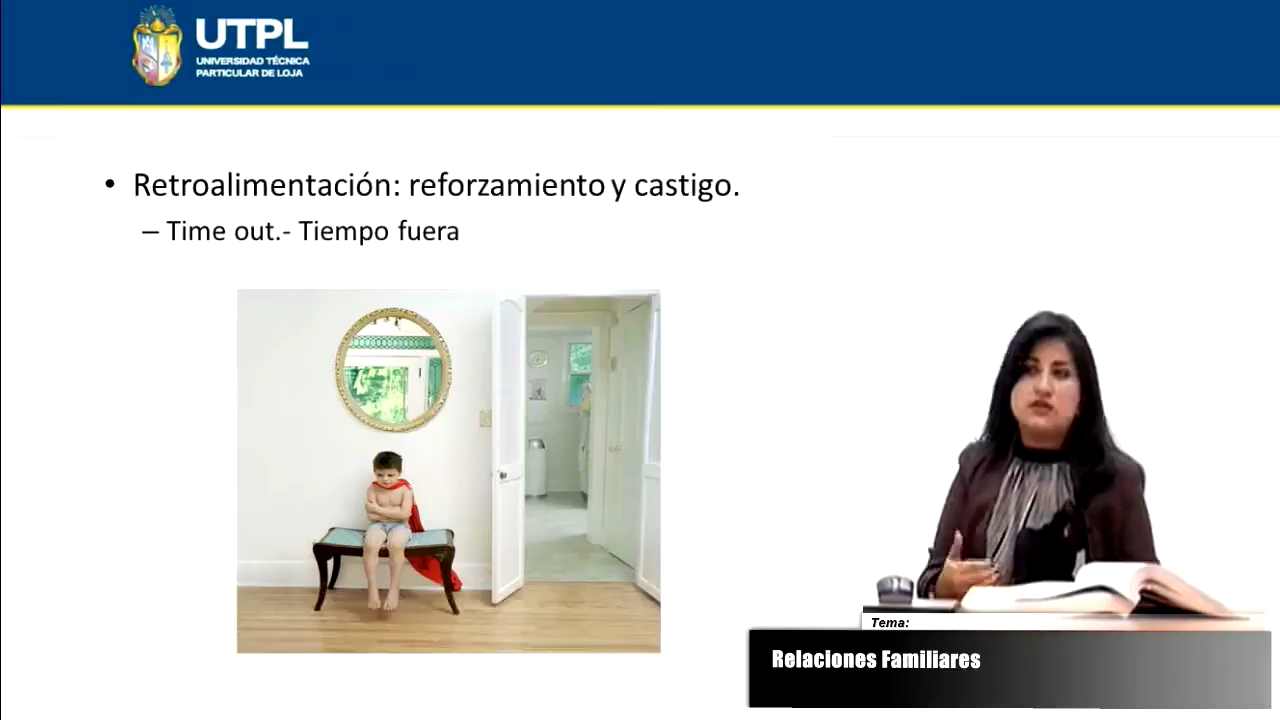 UTPL
UNIVERSIDAD TÉCNICA
PARTICULAR DE LOJA
• Retroalimentación: reforzamiento y castigo.
– Time out.- Tiempo fuera
Tema:
Relaciones Familiares